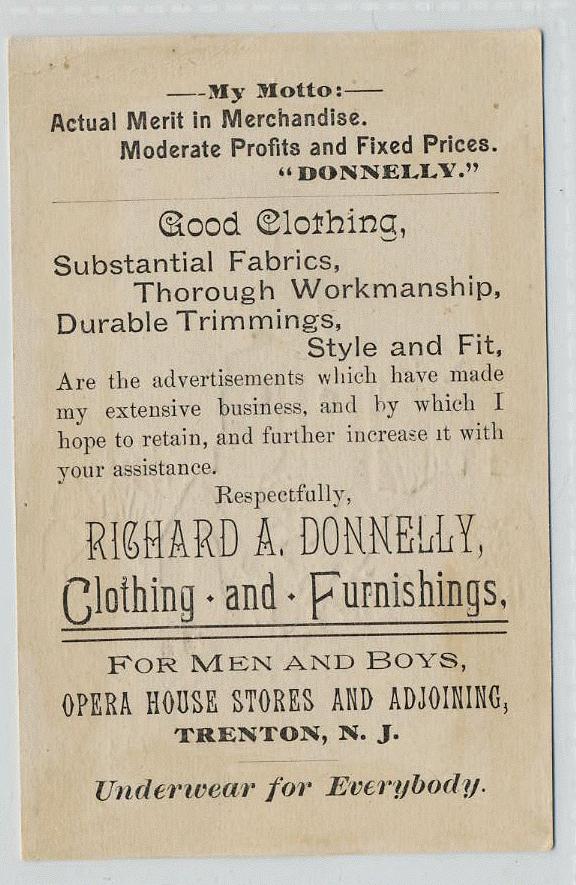 —-My Motto:—
Actual Merit in Merchandise.
Moderate Profits and Fixed Prices.
“DONNELLY.”
Good Clothing,
Substantial Fabrics,
Thorough Workmanship,
Durable Trimmings,
Style and Fit,
Are the advertisements which have made
my extensive business, and by which I
hope to retain, and further increase it with
your assistance.
Respectfully,
RICHARD A. DONNELLY,
Clothing · and · Furnishings,
FOR MEN AND BOYS,
OPERA HOUSE STORES AND ADJOINING,
TRENTON, N. J.
Underwear for Everybody.